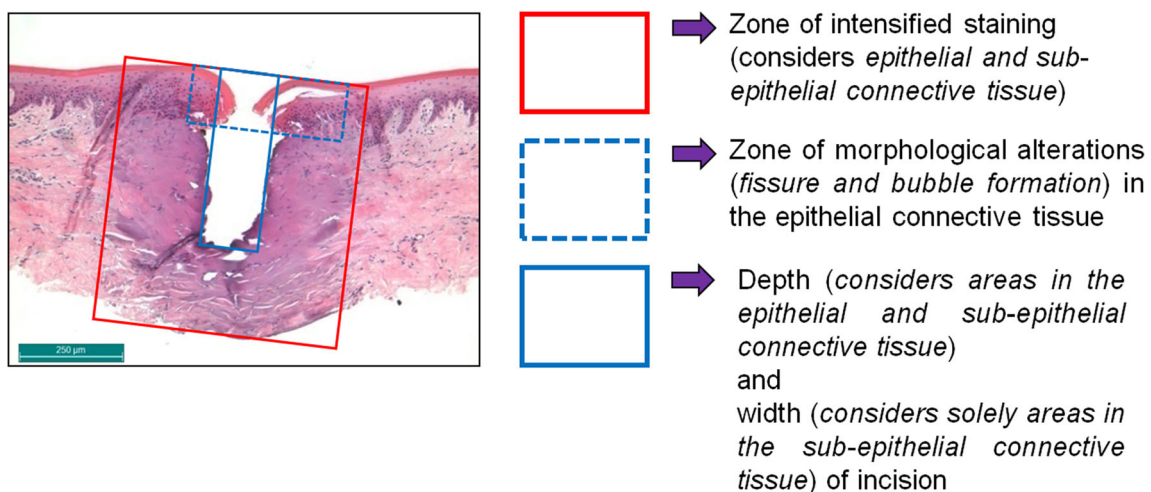 Zone of intensified staining
(considers epithelial and sub-
epithelial connective tissue)
Zone of morphological alterations
(fissure and bubble formation) in
the epithelial connective tissue
Depth (considers areas in the
epithelial and sub-epithelial
connective tissue)
and
width (considers solely areas in
the sub-epithelial connective
tissue) of incision
250 µm